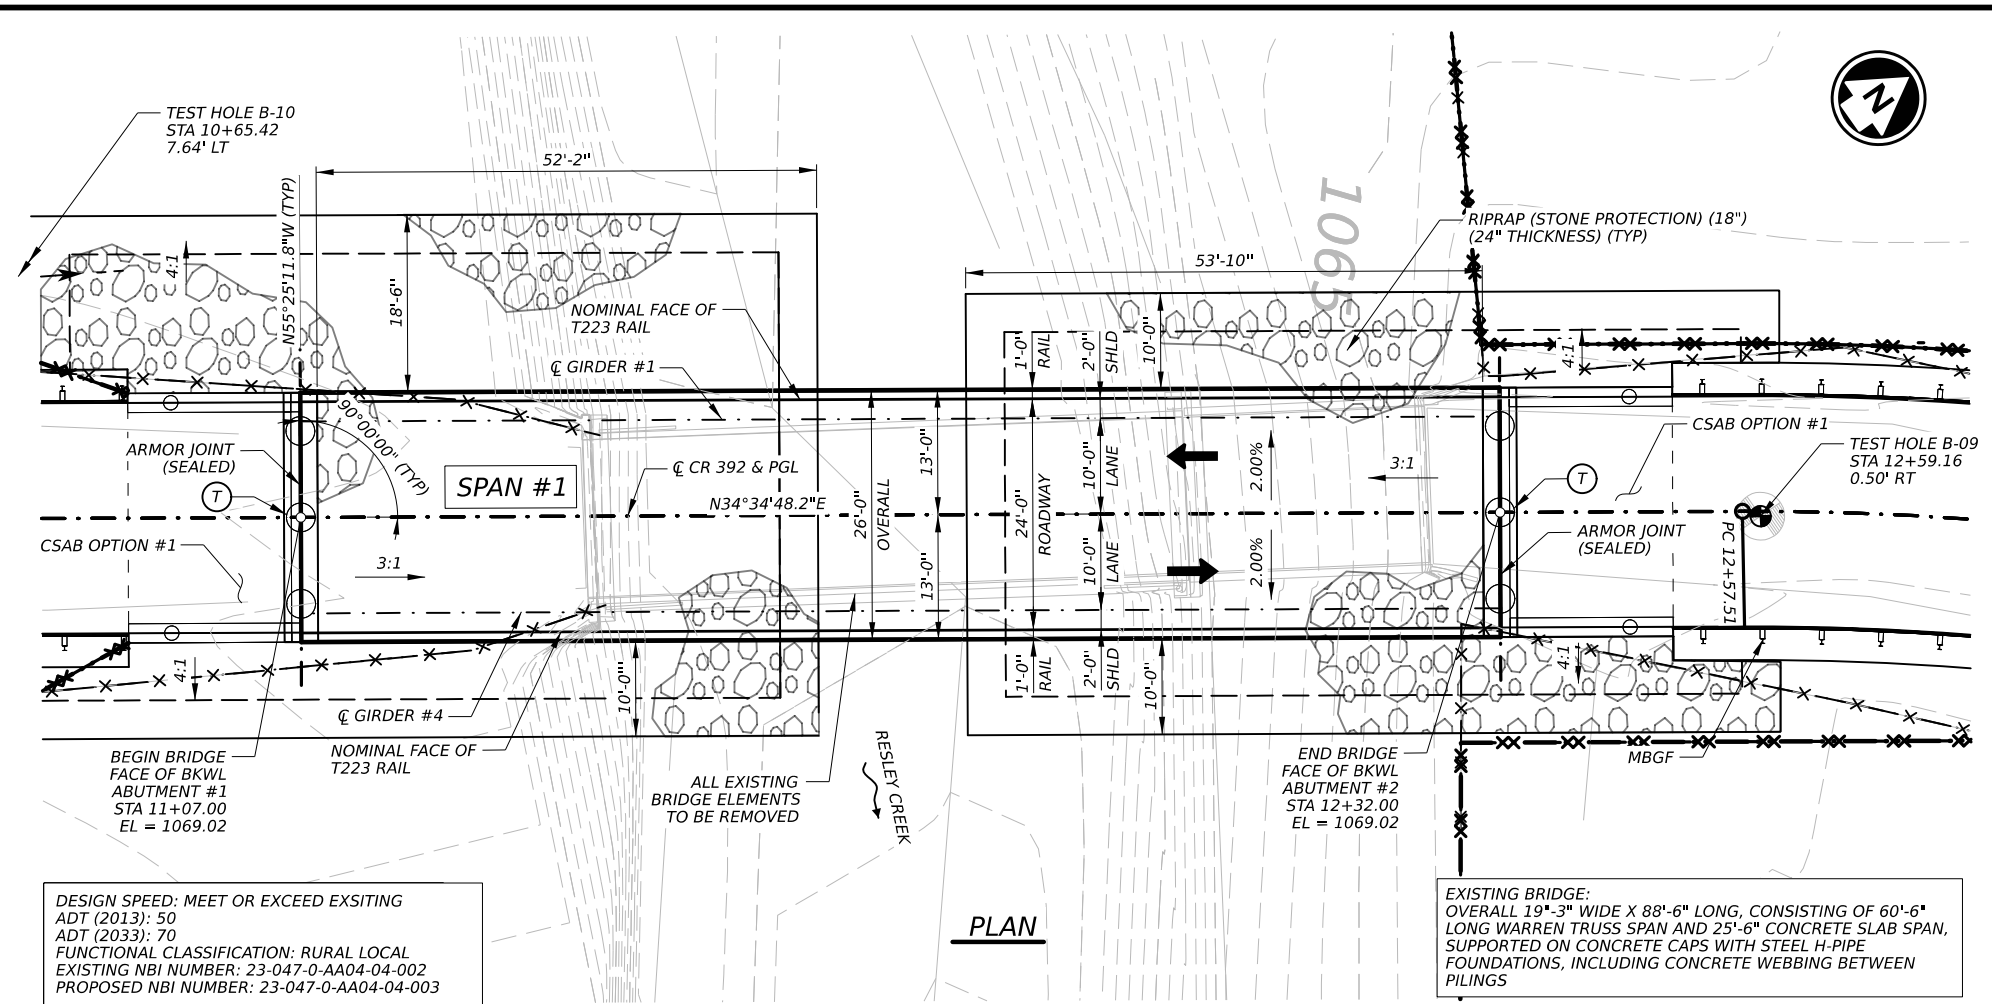 TEST HOLE B-10
STA 10+65.42
7.64' LT
52'-2"
N55°25'11.8"W (TYP)
4:1
18'-6"
NOMINAL FACE OF
T223 RAIL
℄ GIRDER #1
90°00'00" (TYP)
ARMOR JOINT
(SEALED)
T
SPAN #1
℄ CR 392 & PGL
N34°34'48.2"E
CSAB OPTION #1
3:1
4:1
℄ GIRDER #4
NOMINAL FACE OF
T223 RAIL
10'-0"
BEGIN BRIDGE
FACE OF BKWL
ABUTMENT #1
STA 11+07.00
EL = 1069.02
ALL EXISTING
BRIDGE ELEMENTS
TO BE REMOVED
RESLEY CREEK
26'-0"
OVERALL
13'-0"
13'-0"
N
1065
RIPRAP (STONE PROTECTION) (18")
(24" THICKNESS) (TYP)
53'-10"
1'-0"
RAIL
2'-0"
SHLD
10'-0"
4:1
24'-0"
ROADWAY
10'-0"
LANE
10'-0"
LANE
2.00%
2.00%
3:1
T
CSAB OPTION #1
TEST HOLE B-09
STA 12+59.16
0.50' RT
ARMOR JOINT
(SEALED)
PC 12+57.51
1'-0"
RAIL
2'-0"
SHLD
10'-0"
4:1
END BRIDGE
FACE OF BKWL
ABUTMENT #2
STA 12+32.00
EL = 1069.02
MBGF
DESIGN SPEED: MEET OR EXCEED EXSITING
ADT (2013): 50
ADT (2033): 70
FUNCTIONAL CLASSIFICATION: RURAL LOCAL
EXISTING NBI NUMBER: 23-047-0-AA04-04-002
PROPOSED NBI NUMBER: 23-047-0-AA04-04-003
PLAN
EXISTING BRIDGE:
OVERALL 19'-3" WIDE X 88'-6" LONG, CONSISTING OF 60'-6"
LONG WARREN TRUSS SPAN AND 25'-6" CONCRETE SLAB SPAN,
SUPPORTED ON CONCRETE CAPS WITH STEEL H-PIPE
FOUNDATIONS, INCLUDING CONCRETE WEBBING BETWEEN
PILINGS